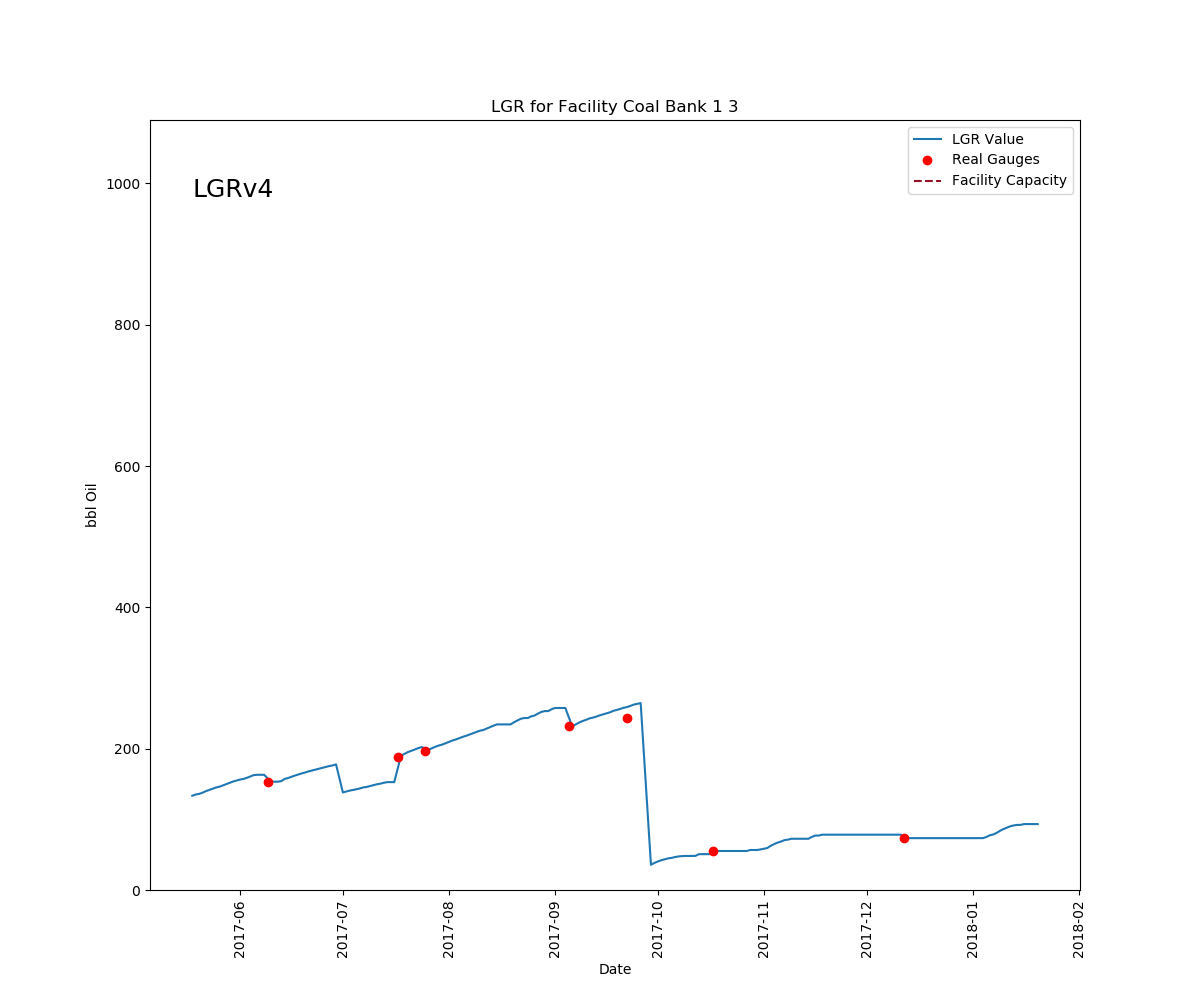 LGR for Facility Coal Bank 1 3
LGRv4
LGR Value
Real Gauges
Facility Capacity
1000
800
600
400
200
0
bbl Oil
2017-06
2017-07
2017-08
2017-09
2017-10
2017-11
2017-12
2018-01
2018-02
Date